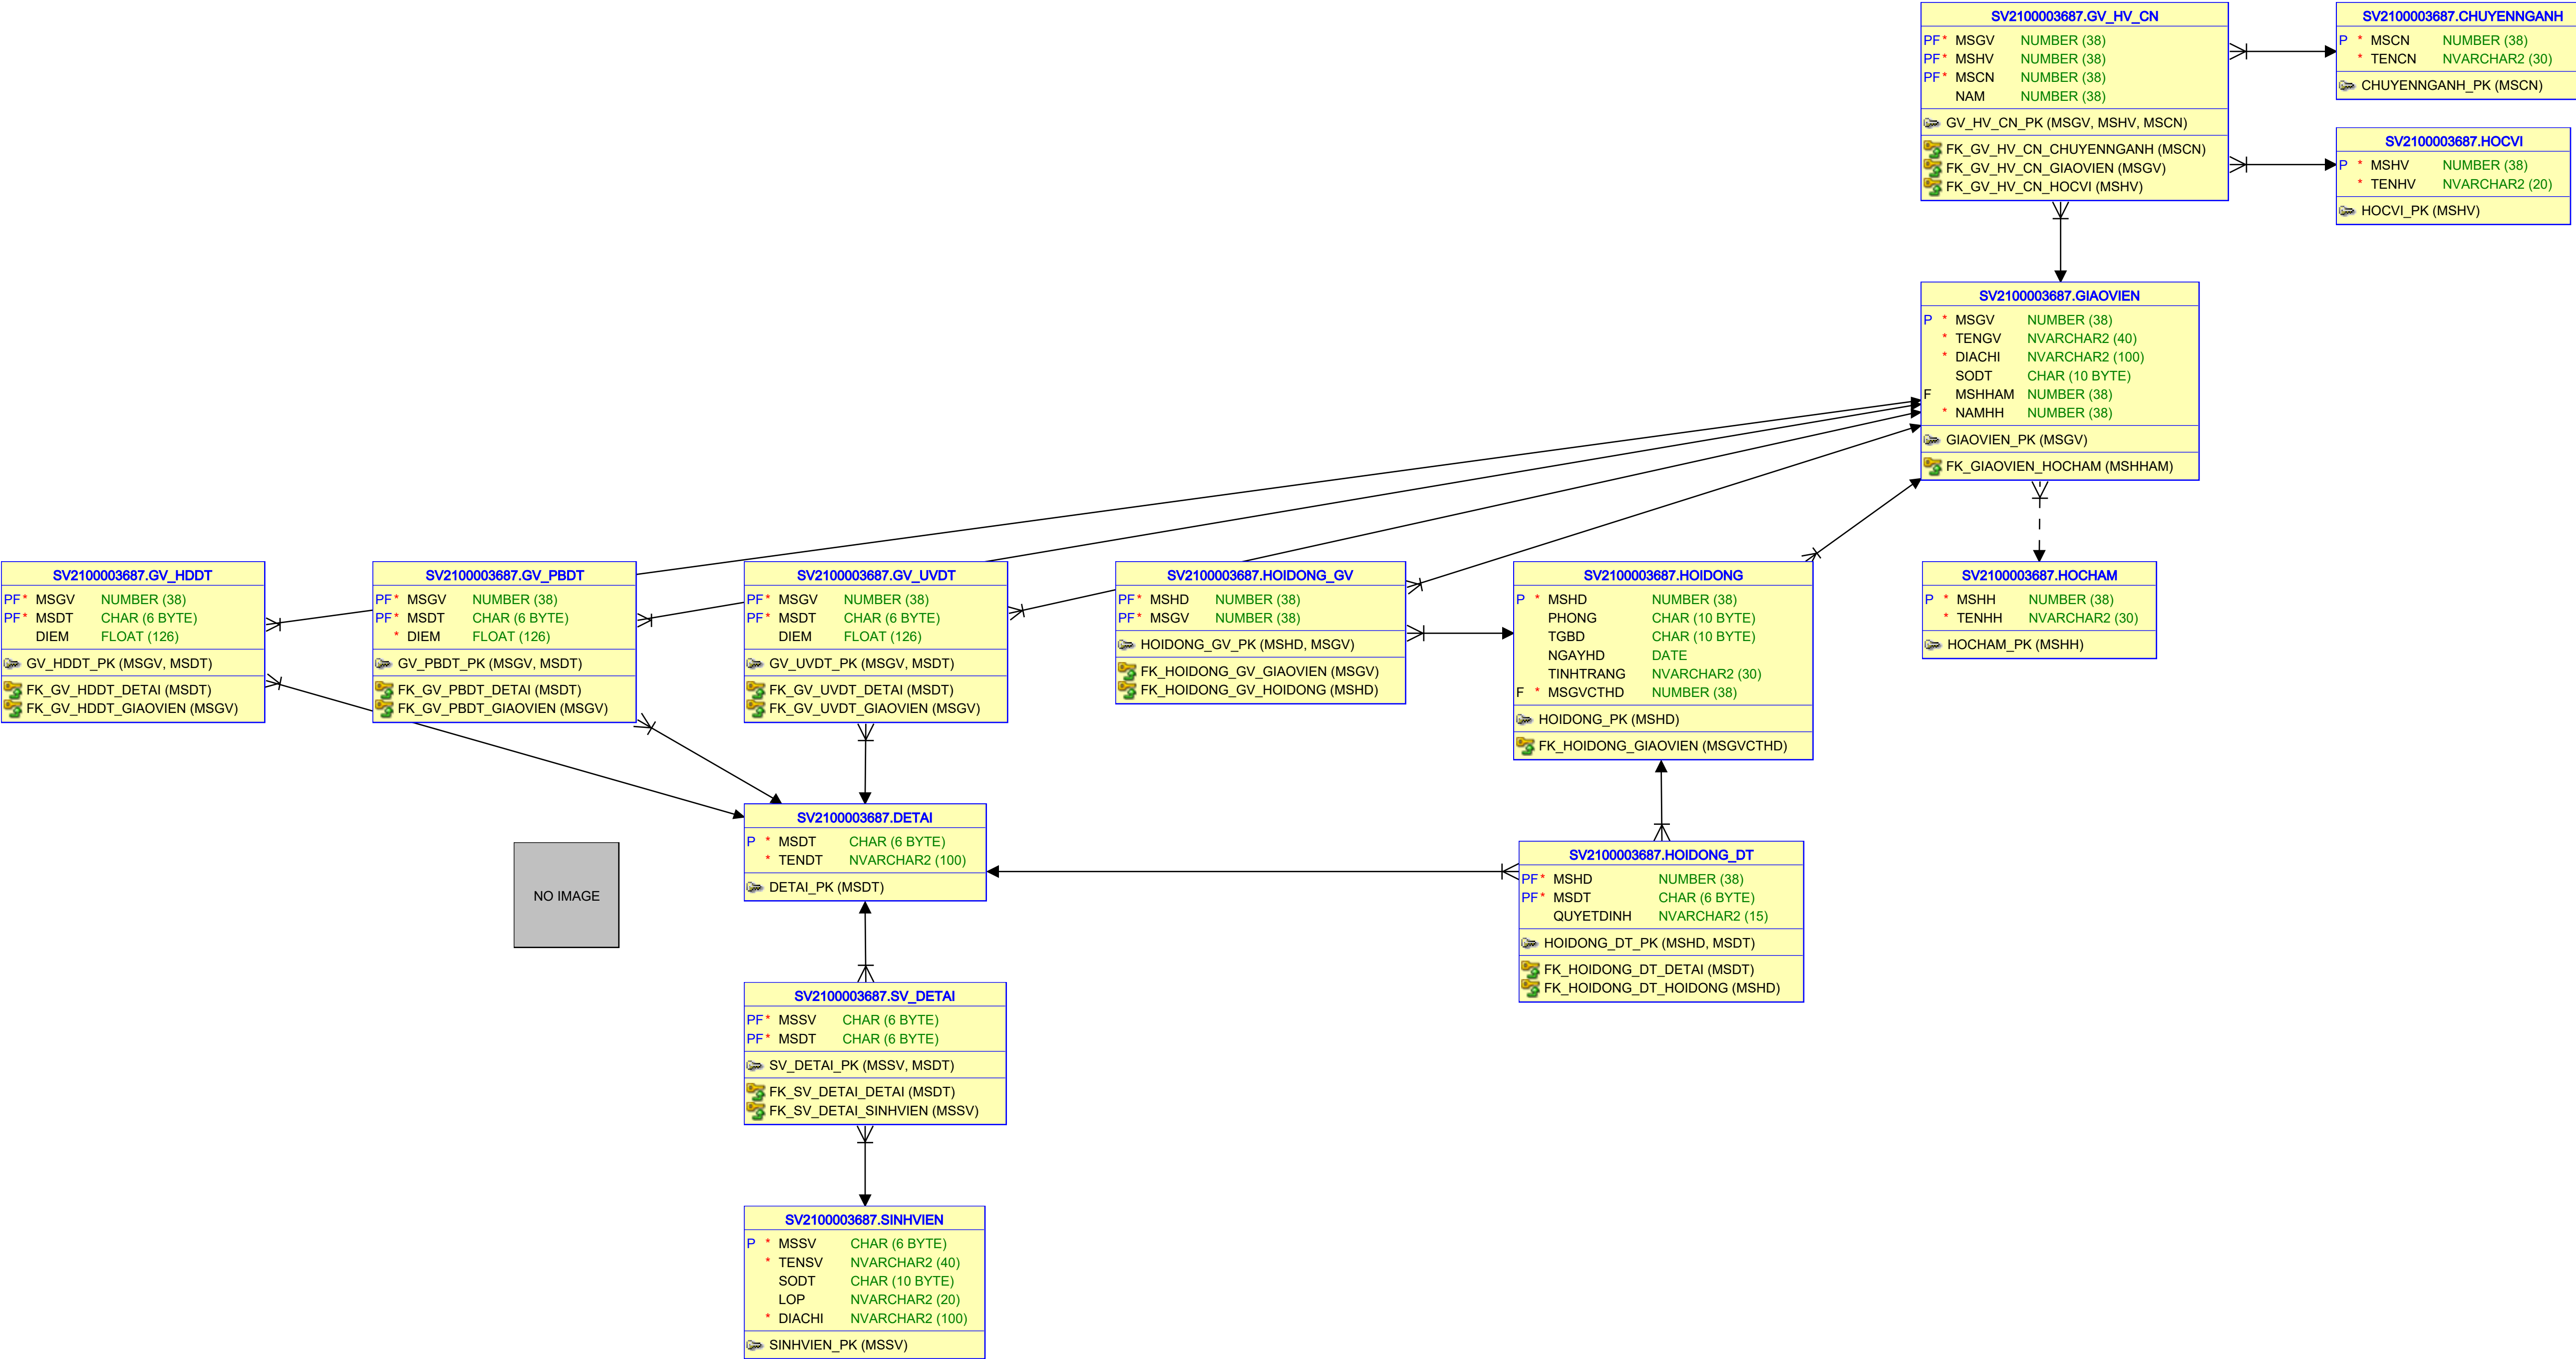 SV2100003687.GV_HV_CN
PF* MSGV NUMBER (38)
PF* MSHV NUMBER (38)
PF* MSCN NUMBER (38)
NAM NUMBER (38)
GV_HV_CN_PK (MSGV, MSHV, MSCN)
FK_GV_HV_CN_CHUYENNGANH (MSCN)
FK_GV_HV_CN_GIAOVIEN (MSGV)
FK_GV_HV_CN_HOCVI (MSHV)
SV2100003687.CHUYENNGANH
P * MSCN NUMBER (38)
* TENCN NVARCHAR2 (30)
CHUYENNGANH_PK (MSCN)
SV2100003687.HOCVI
P * MSHV NUMBER (38)
* TENHV NVARCHAR2 (20)
HOCVI_PK (MSHV)
SV2100003687.GIAOVIEN
P * MSGV NUMBER (38)
* TENGV NVARCHAR2 (40)
* DIACHI NVARCHAR2 (100)
SODT CHAR (10 BYTE)
F MSHHAM NUMBER (38)
* NAMHH NUMBER (38)
GIAOVIEN_PK (MSGV)
FK_GIAOVIEN_HOCHAM (MSHHAM)
SV2100003687.GV_HDDT
PF* MSGV NUMBER (38)
PF* MSDT CHAR (6 BYTE)
DIEM FLOAT (126)
GV_HDDT_PK (MSGV, MSDT)
FK_GV_HDDT_DETAI (MSDT)
FK_GV_HDDT_GIAOVIEN (MSGV)
SV2100003687.GV_PBDT
PF* MSGV NUMBER (38)
PF* MSDT CHAR (6 BYTE)
* DIEM FLOAT (126)
GV_PBDT_PK (MSGV, MSDT)
FK_GV_PBDT_DETAI (MSDT)
FK_GV_PBDT_GIAOVIEN (MSGV)
SV2100003687.GV_UVDT
PF* MSGV NUMBER (38)
PF* MSDT CHAR (6 BYTE)
DIEM FLOAT (126)
GV_UVDT_PK (MSGV, MSDT)
FK_GV_UVDT_DETAI (MSDT)
FK_GV_UVDT_GIAOVIEN (MSGV)
SV2100003687.HOIDONG_GV
PF* MSHD NUMBER (38)
PF* MSGV NUMBER (38)
HOIDONG_GV_PK (MSHD, MSGV)
FK_HOIDONG_GV_GIAOVIEN (MSGV)
FK_HOIDONG_GV_HOIDONG (MSHD)
SV2100003687.HOIDONG
P * MSHD NUMBER (38)
PHONG CHAR (10 BYTE)
TGBD CHAR (10 BYTE)
NGAYHD DATE
TINHTRANG NVARCHAR2 (30)
F * MSGVCTHD NUMBER (38)
HOIDONG_PK (MSHD)
FK_HOIDONG_GIAOVIEN (MSGVCTHD)
SV2100003687.HOCHAM
P * MSHH NUMBER (38)
* TENHH NVARCHAR2 (30)
HOCHAM_PK (MSHH)
SV2100003687.DETAI
P * MSDT CHAR (6 BYTE)
* TENDT NVARCHAR2 (100)
DETAI_PK (MSDT)
NO IMAGE
SV2100003687.HOIDONG_DT
PF* MSHD NUMBER (38)
PF* MSDT CHAR (6 BYTE)
QUYETDINH NVARCHAR2 (15)
HOIDONG_DT_PK (MSHD, MSDT)
FK_HOIDONG_DT_DETAI (MSDT)
FK_HOIDONG_DT_HOIDONG (MSHD)
SV2100003687.SV_DETAI
PF* MSSV CHAR (6 BYTE)
PF* MSDT CHAR (6 BYTE)
SV_DETAI_PK (MSSV, MSDT)
FK_SV_DETAI_DETAI (MSDT)
FK_SV_DETAI_SINHVIEN (MSSV)
SV2100003687.SINHVIEN
P * MSSV CHAR (6 BYTE)
* TENSV NVARCHAR2 (40)
SODT CHAR (10 BYTE)
LOP NVARCHAR2 (20)
* DIACHI NVARCHAR2 (100)
SINHVIEN_PK (MSSV)